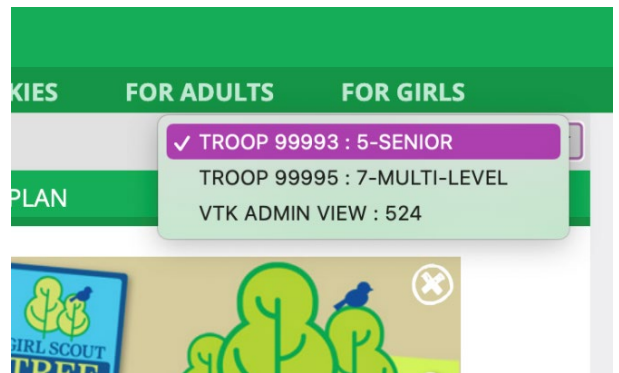 KIES FOR ADULTS FOR GIRLS
✓ TROOP 99993 : 5-SENIOR
TROOP 99995 : 7-MULTI-LEVEL
PLAN
VTK ADMIN VIEW : 524
GIRL SCOUT
TREE